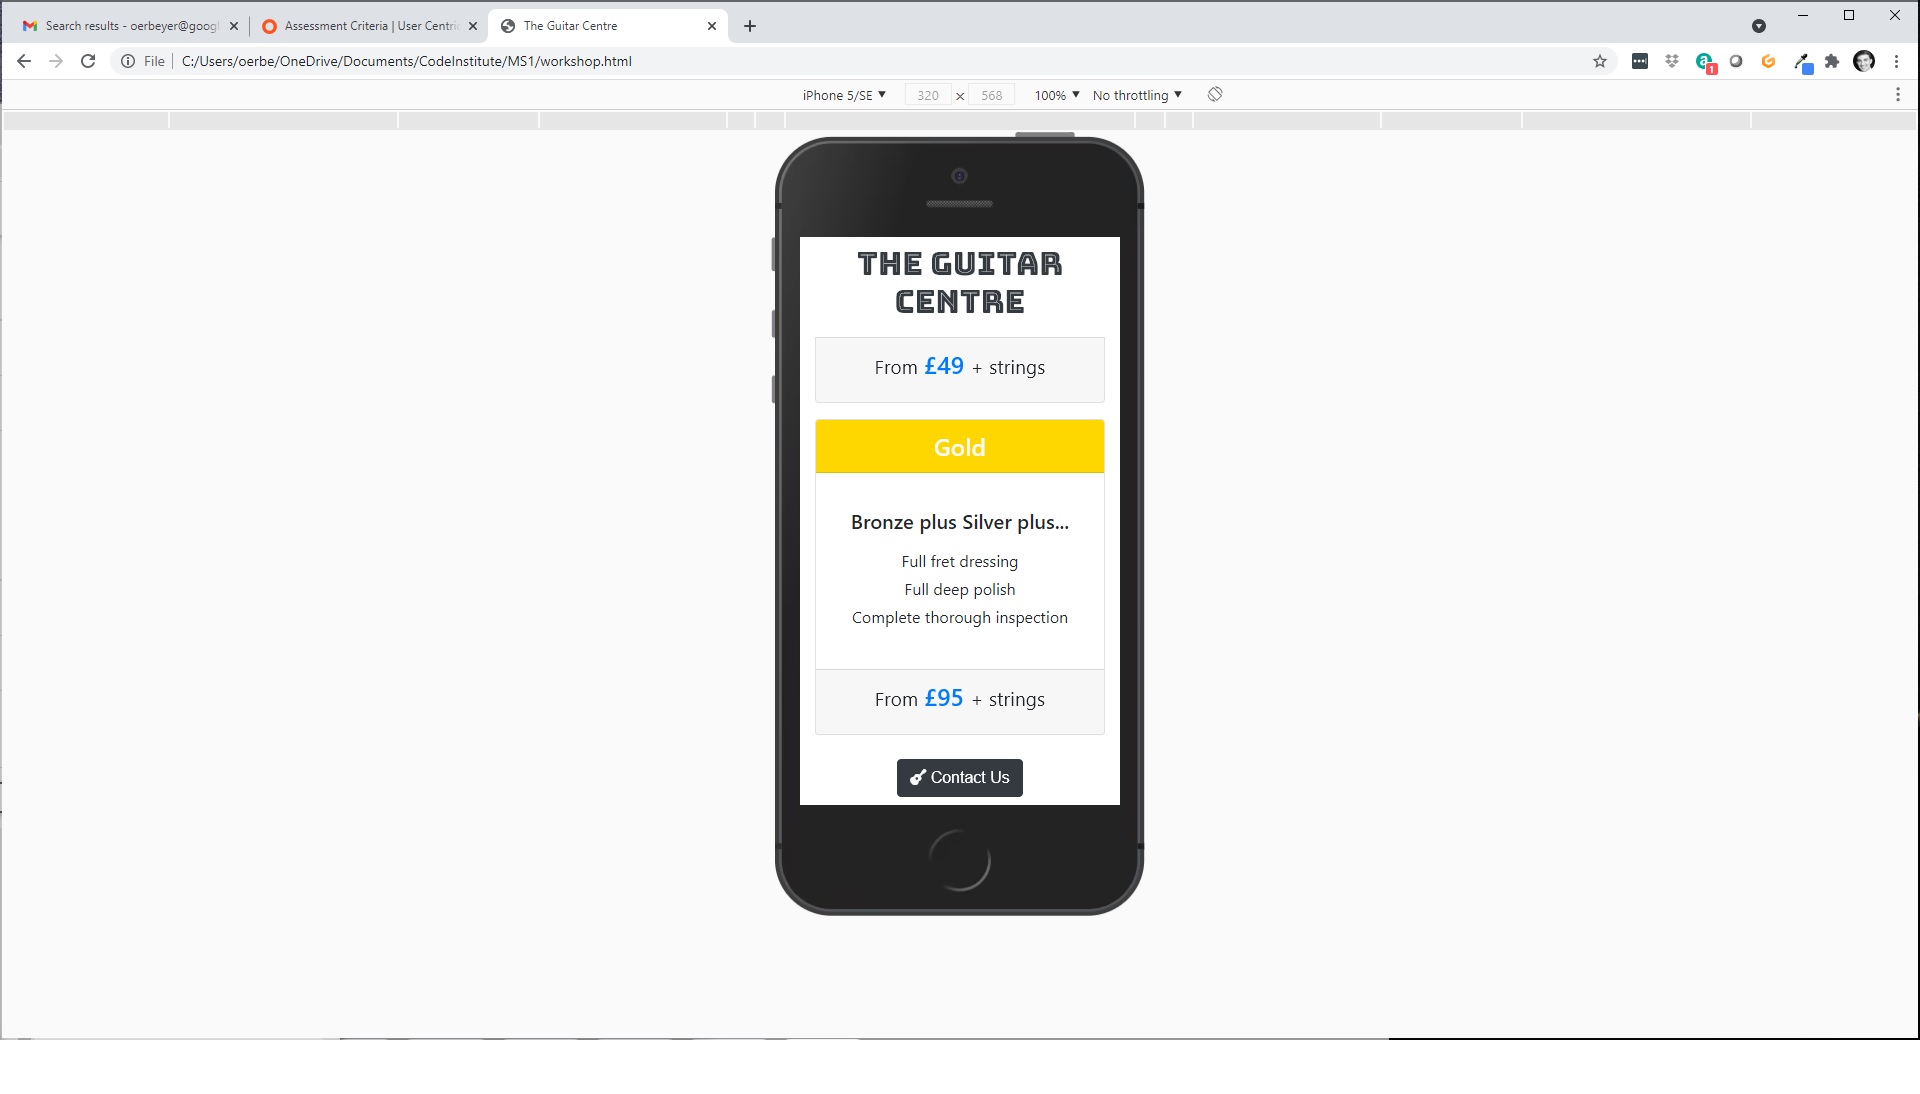 Search results - oerbeyer@googl
Assessment Criteria | User Centric
The Guitar Centre
File
C:/Users/oerbe/OneDrive/Documents/CodeInstitute/MS1/workshop.html
1
iPhone 5/SE 320 × 568 100% No throttling
THE GUITAR
CENTRE
From £49 + strings
Gold
Bronze plus Silver plus...
Full fret dressing
Full deep polish
Complete thorough inspection
From £95 + strings
Contact Us